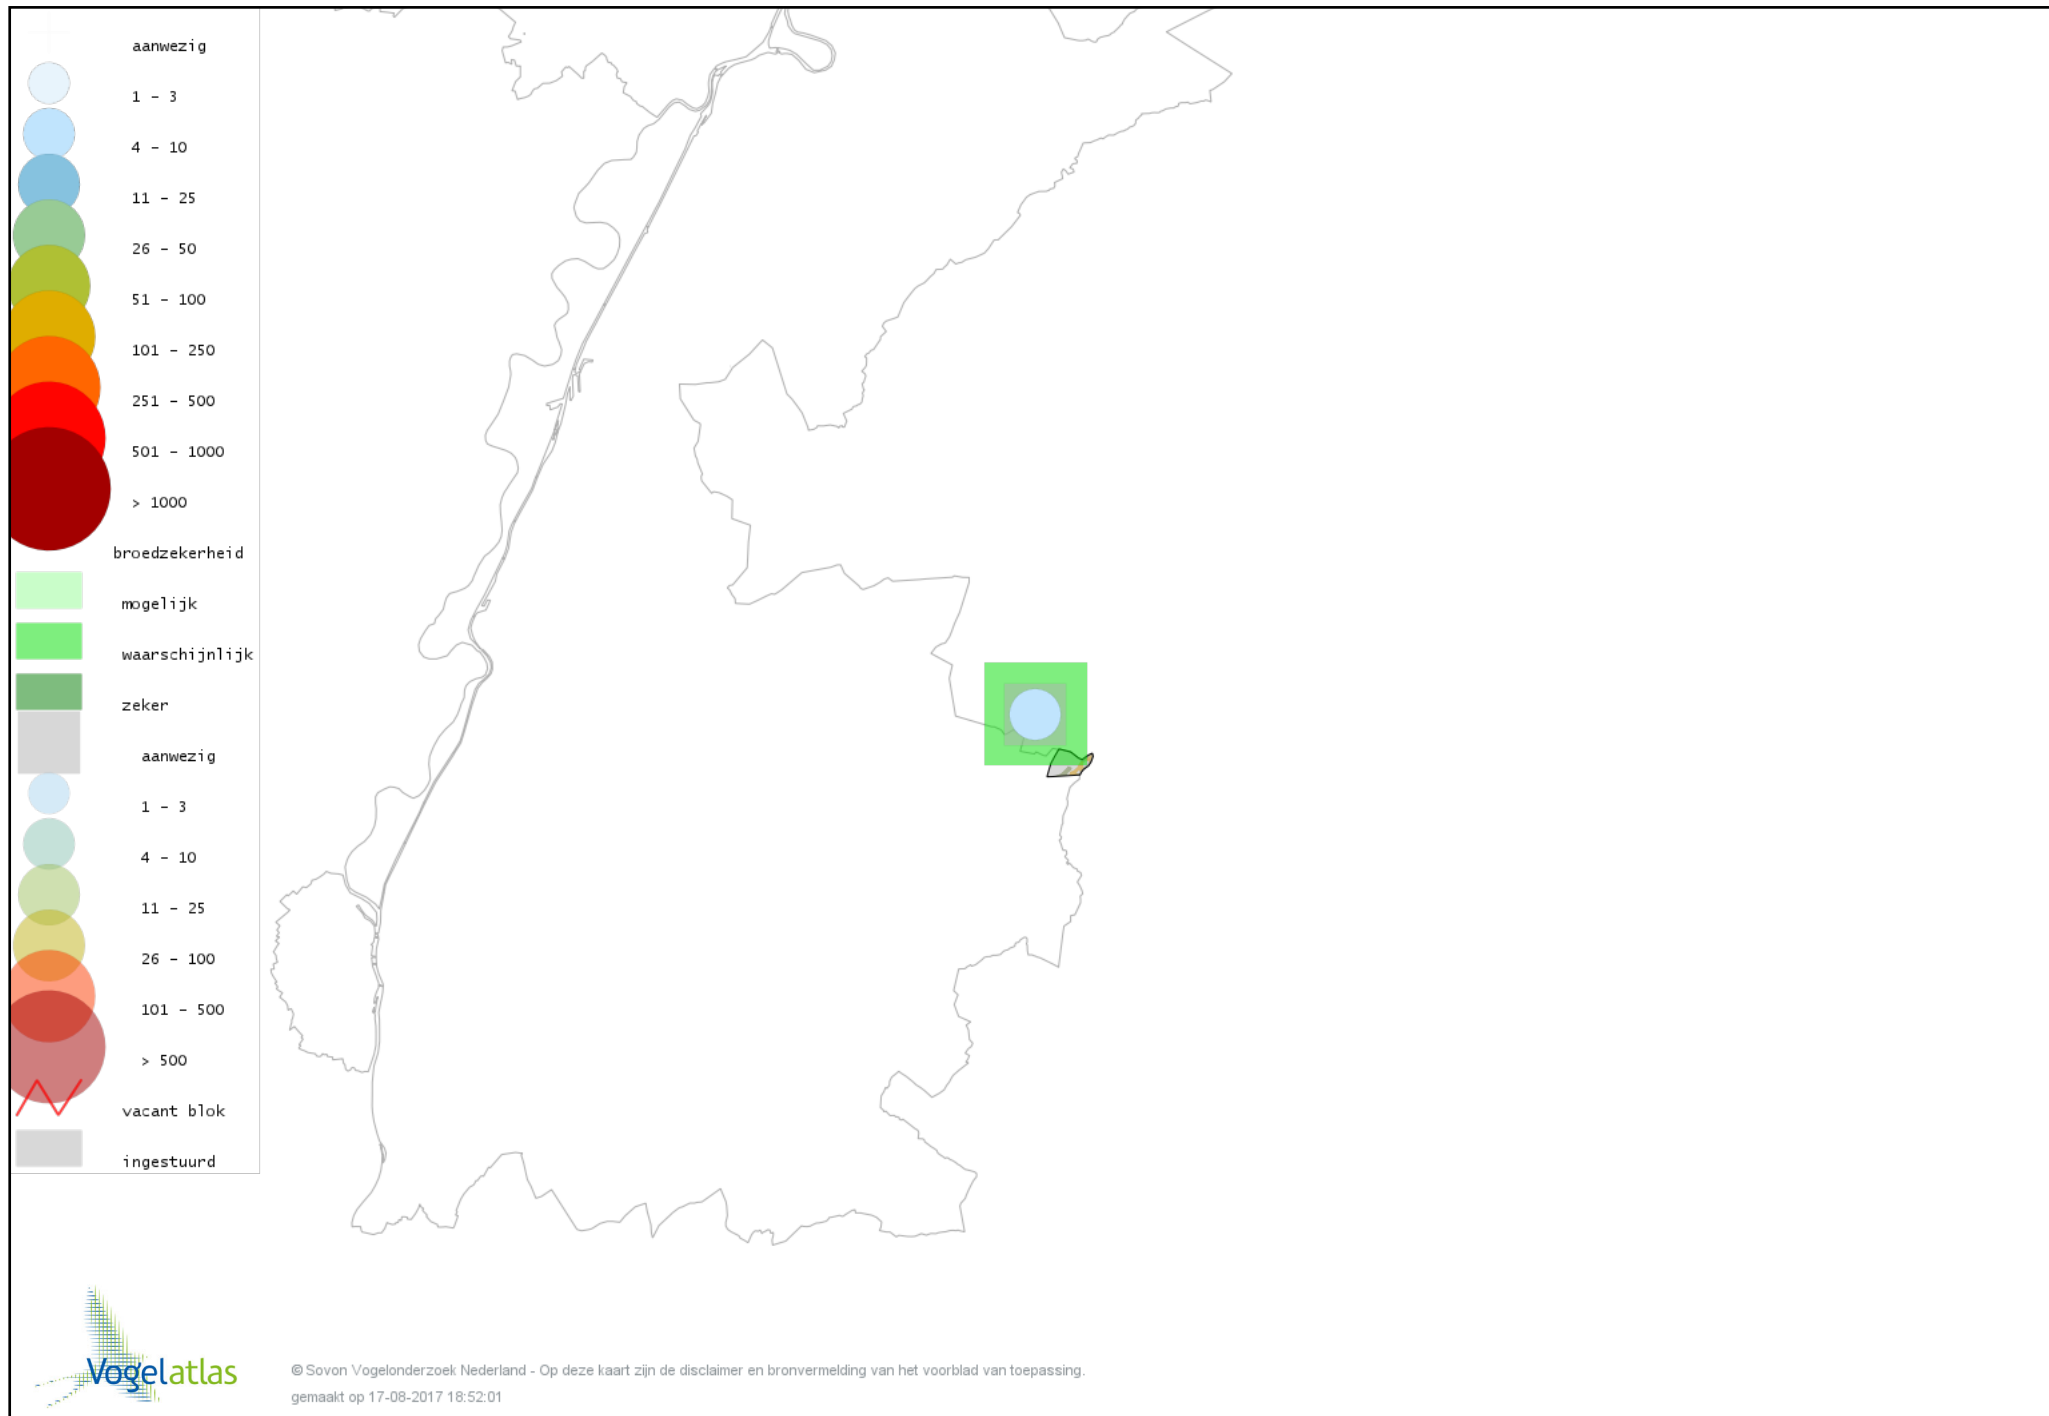 aanwezig
1 - 3
4 - 10
11 - 25
26 - 50
51 - 100
101 - 250
251 - 500
501 - 1000
> 1000
broedzekerheid
mogelijk
waarschijnlijk
zeker
aanwezig
1 - 3
4 - 10
11 - 25
26 - 100
101 - 500
> 500
vacant blok
ingestuurd
Vogelatlas
© Sovon Vogelonderzoek Nederland - Op deze kaart zijn de disclaimer en bronvermelding van het voorblad van toepassing.
gemaakt op 17-08-2017 18:52:01